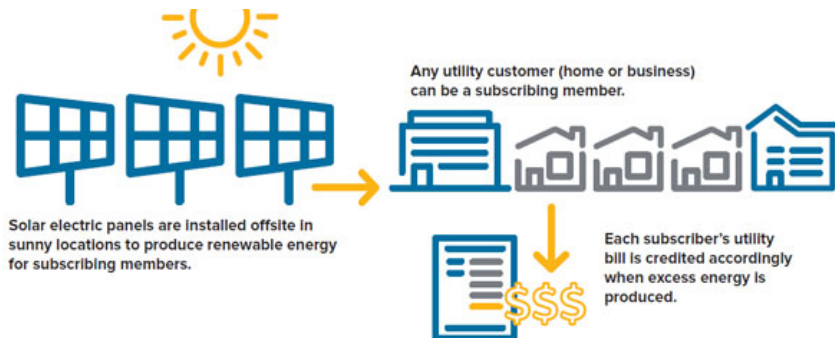 Any utility customer (home or business)
can be a subscribing member.
Solar electric panels are installed offsite in
sunny locations to produce renewable energy
for subscribing members.
Each subscriber's utility
bill is credited accordingly
when excess energy is
produced.
$$$